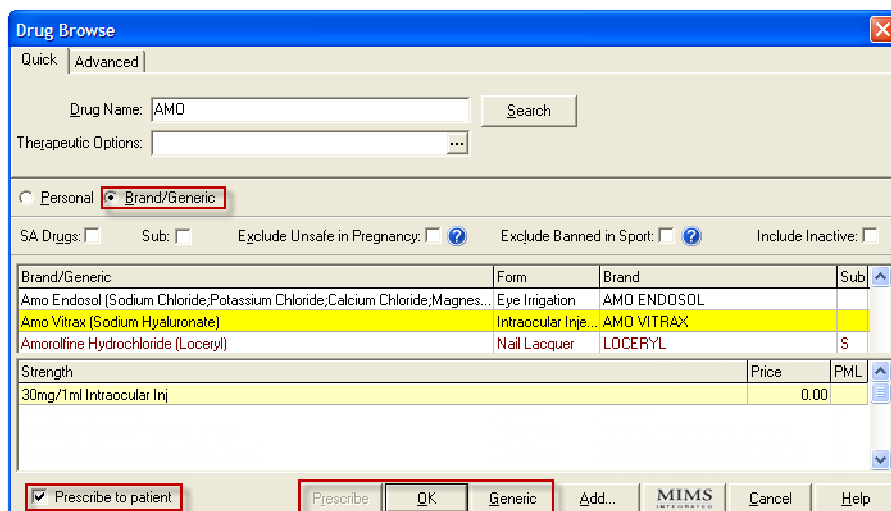 Drug Browse
Quick Advanced
Drug Name: AMO Search
Therapeutic Options: ...
Personal Brand/Generic
SA Drugs: Sub: Exclude Unsafe in Pregnancy: ? Exclude Banned in Sport: ? Include Inactive:
Brand/Generic Form Brand Sub
Amo Endosol (Sodium Chloride;Potassium Chloride;Calcium Chloride;Magnes... Eye Irrigation AMO ENDOSOL
Amo Vitrax (Sodium Hyaluronate) Intraocular Inje... AMO VITRAX
Amorolfine Hydrochloride (Loceryl) Nail Lacquer LOCERYL S
Strength Price PML
30mg/1ml Intraocular Inj 0.00
Prescribe to patient Prescribe OK Generic Add... MIMS INTEGRATED Cancel Help